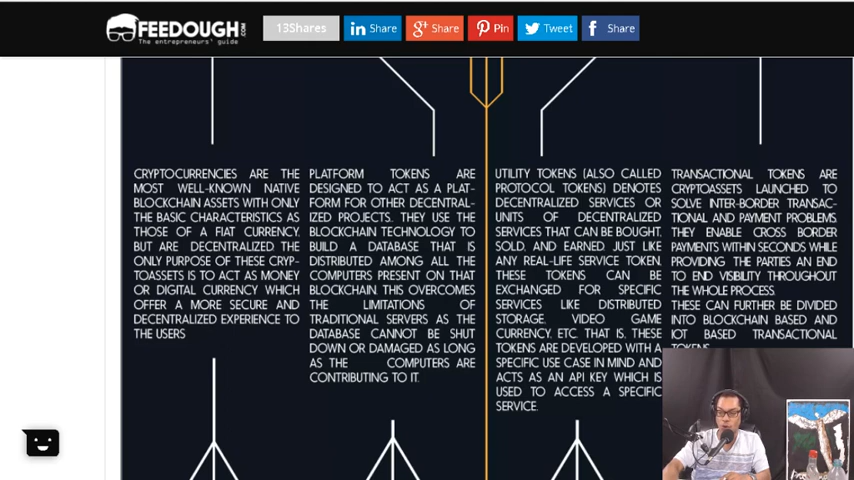 FEEDOUGH.COM
The entrepreneurs' guide
13Shares
in Share
G+ Share
Pin
Tweet
f Share
CRYPTOCURRENCIES ARE THE
MOST WELL-KNOWN NATIVE
BLOCKCHAIN ASSETS WITH ONLY
THE BASIC CHARACTERISTICS AS
THOSE OF A FIAT CURRENCY,
BUT ARE DECENTRALIZED. THE
ONLY PURPOSE OF THESE CRYP-
TOASSETS IS TO ACT AS MONEY
OR DIGITAL CURRENCY WHICH
OFFER A MORE SECURE AND
DECENTRALIZED EXPERIENCE TO
THE USERS
PLATFORM TOKENS ARE
DESIGNED TO ACT AS A PLAT-
FORM FOR OTHER DECENTRAL-
IZED PROJECTS. THEY USE THE
BLOCKCHAIN TECHNOLOGY TO
BUILD A DATABASE THAT IS
DISTRIBUTED AMONG ALL THE
COMPUTERS PRESENT ON THAT
BLOCKCHAIN. THIS OVERCOMES
THE LIMITATIONS OF
TRADITIONAL SERVERS AS THE
DATABASE CANNOT BE SHUT
DOWN OR DAMAGED AS LONG
AS THE COMPUTERS ARE
CONTRIBUTING TO IT.
UTILITY TOKENS (ALSO CALLED
PROTOCOL TOKENS) DENOTES
DECENTRALIZED SERVICES OR
UNITS OF DECENTRALIZED
SERVICES THAT CAN BE BOUGHT,
SOLD, AND EARNED JUST LIKE
ANY REAL-LIFE SERVICE TOKEN.
THESE TOKENS CAN BE
EXCHANGED FOR SPECIFIC
SERVICES LIKE DISTRIBUTED
STORAGE, VIDEO GAME
CURRENCY, ETC. THAT IS, THESE
TOKENS ARE DEVELOPED WITH A
SPECIFIC USE CASE IN MIND AND
ACTS AS AN API KEY WHICH IS
USED TO ACCESS A SPECIFIC
SERVICE.
TRANSACTIONAL TOKENS ARE
CRYPTOASSETS LAUNCHED TO
SOLVE INTER-BORDER TRANSAC-
TIONAL AND PAYMENT PROBLEMS.
THEY ENABLE CROSS BORDER
PAYMENTS WITHIN SECONDS WHILE
PROVIDING THE PARTIES AN END
TO END VISIBILITY THROUGHOUT
THE WHOLE PROCESS.
THESE CAN FURTHER BE DIVIDED
INTO BLOCKCHAIN BASED AND
IOT BASED TRANSACTIONAL
TOKENS